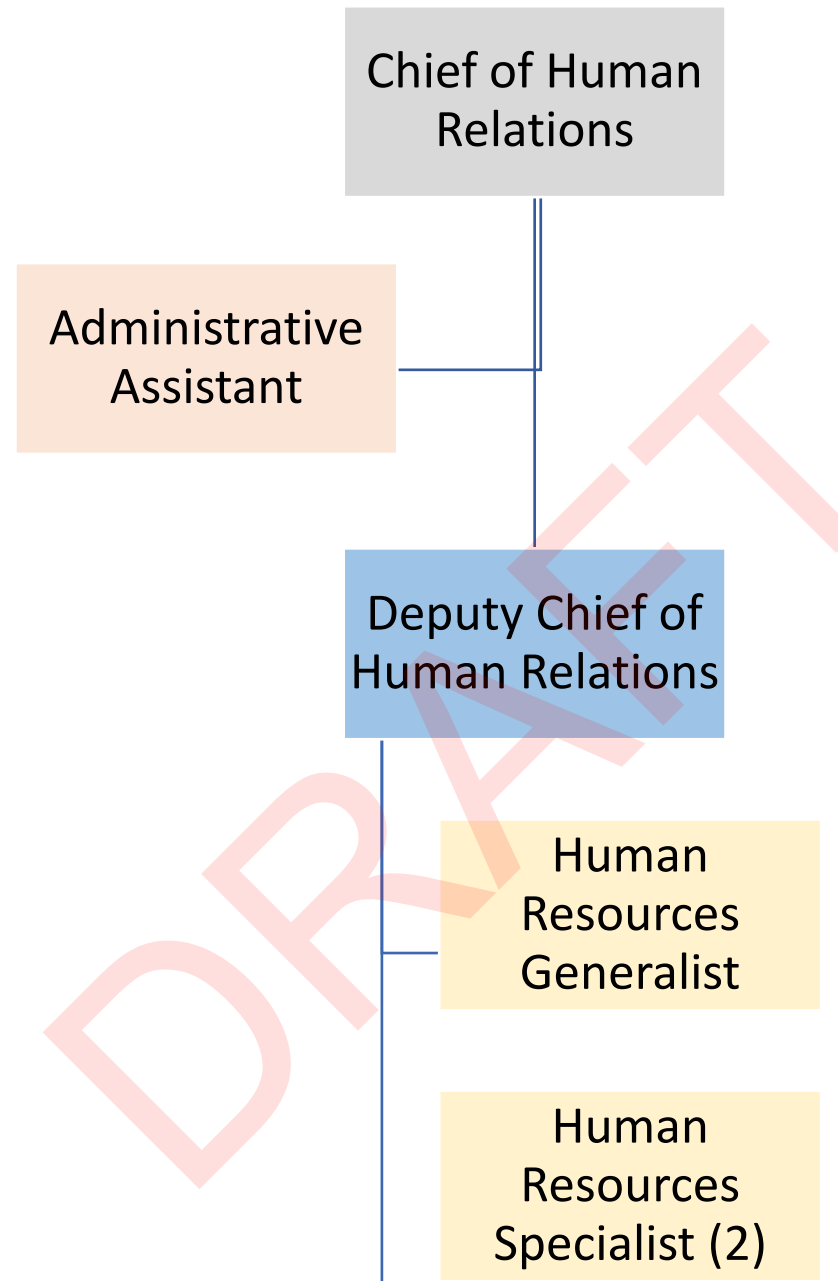 Chief of Human
Relations
Administrative
Assistant
Deputy Chief of
Human Relations
Human
Resources
Generalist
Human
Resources
Specialist (2)
DRAFT